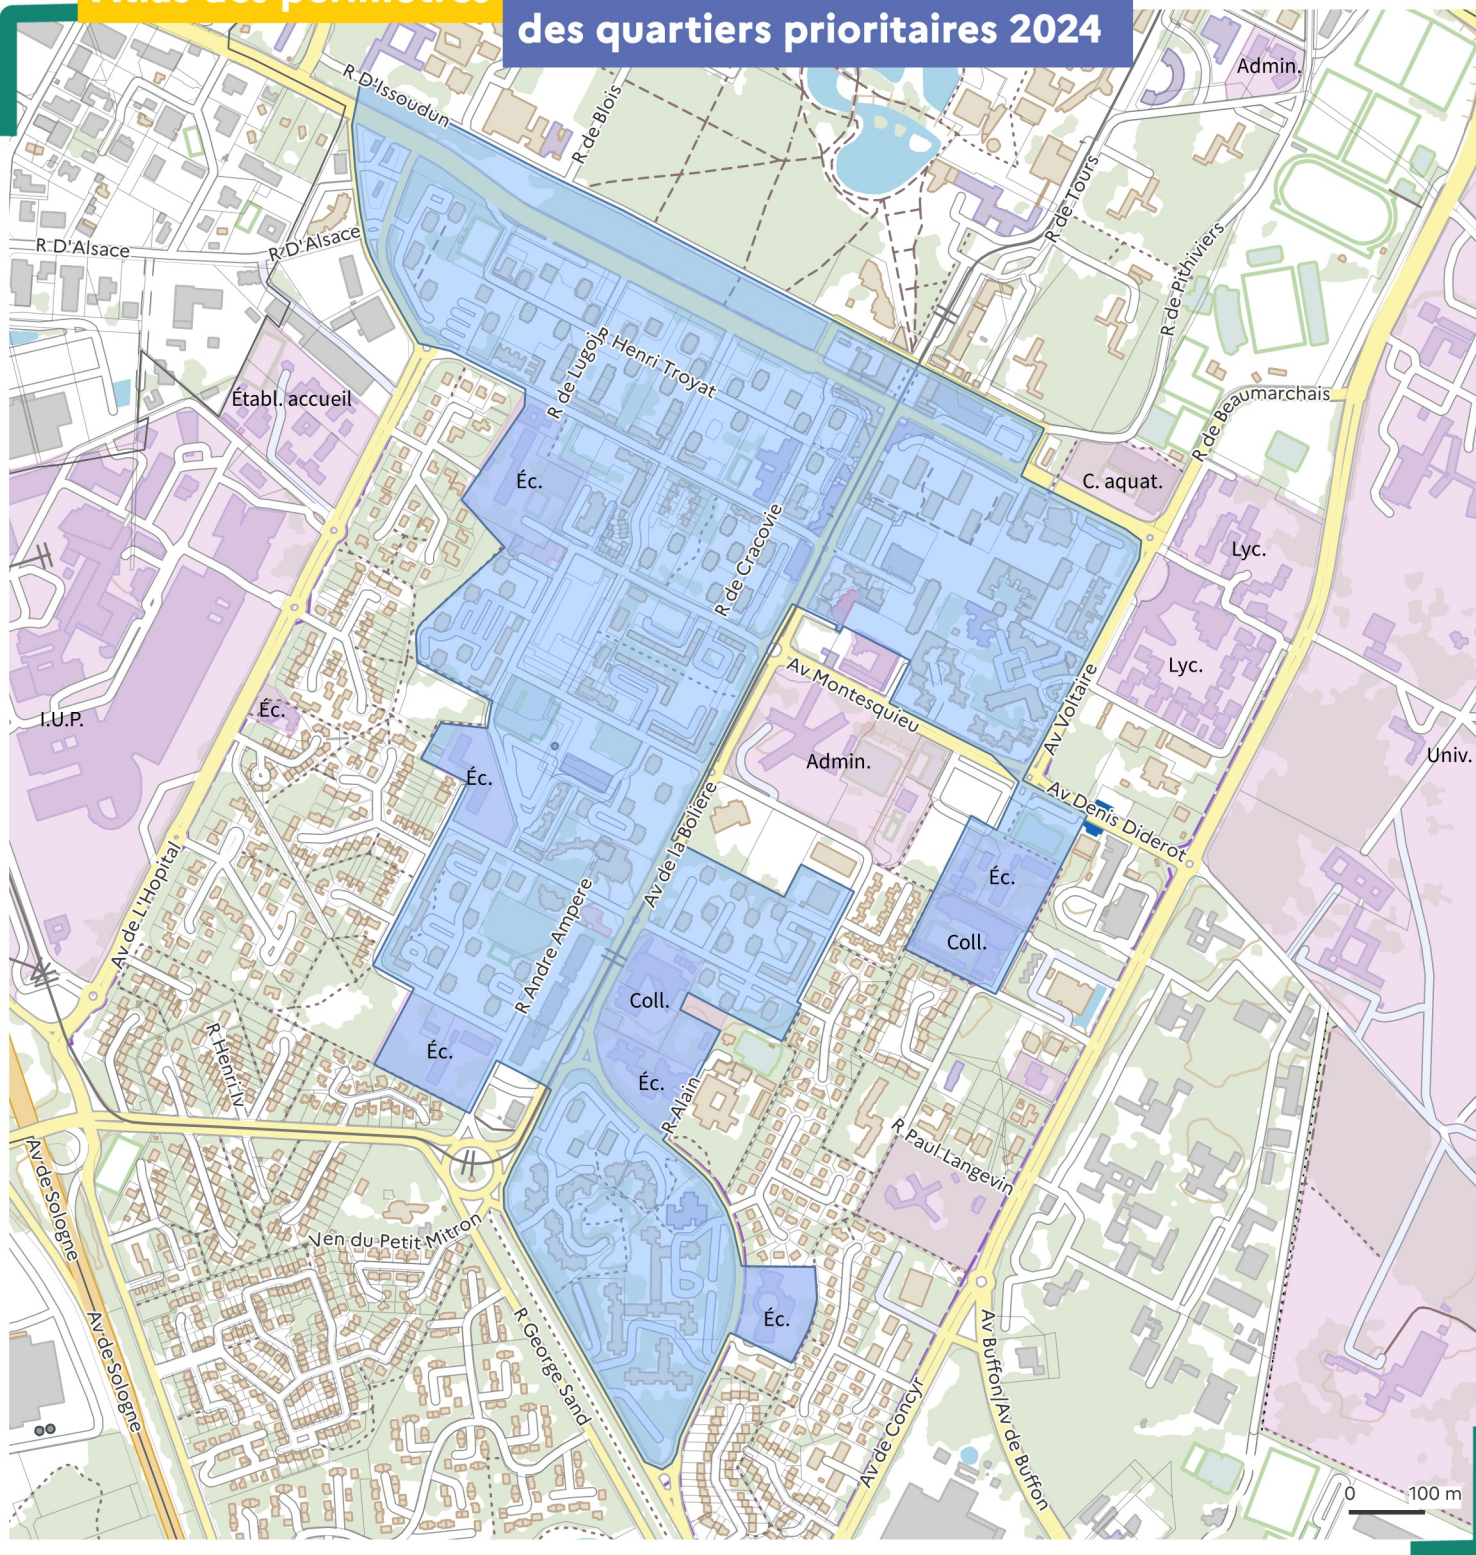 Atlas des périmètres
des quartiers prioritaires 2024
Admin.
R D'Issoudun
R de Blois
R de Tours
R de Pithiviers
R D'Alsace
R D'Alsace
R Henri Troyat
R de Lugoj
Établ. accueil
R de Beaumarchais
Éc.
C. aquat.
Lyc.
R de Cracovie
Lyc.
Av Montesquieu
Av Voltaire
Éc.
I.U.P.
Univ.
Admin.
Éc.
Av Denis Diderot
Av de la Bolière
Éc.
Av de L'Hopital
R Andre Ampere
Coll.
Coll.
Éc.
Éc.
R Henri Iv
R Alain
R Paul Langevin
Av de Sologne
Ven du Petit Mitron
Éc.
R George Sand
Av de Sologne
Av Buffon/Av de Buffon
Av de Concyr
0 100 m